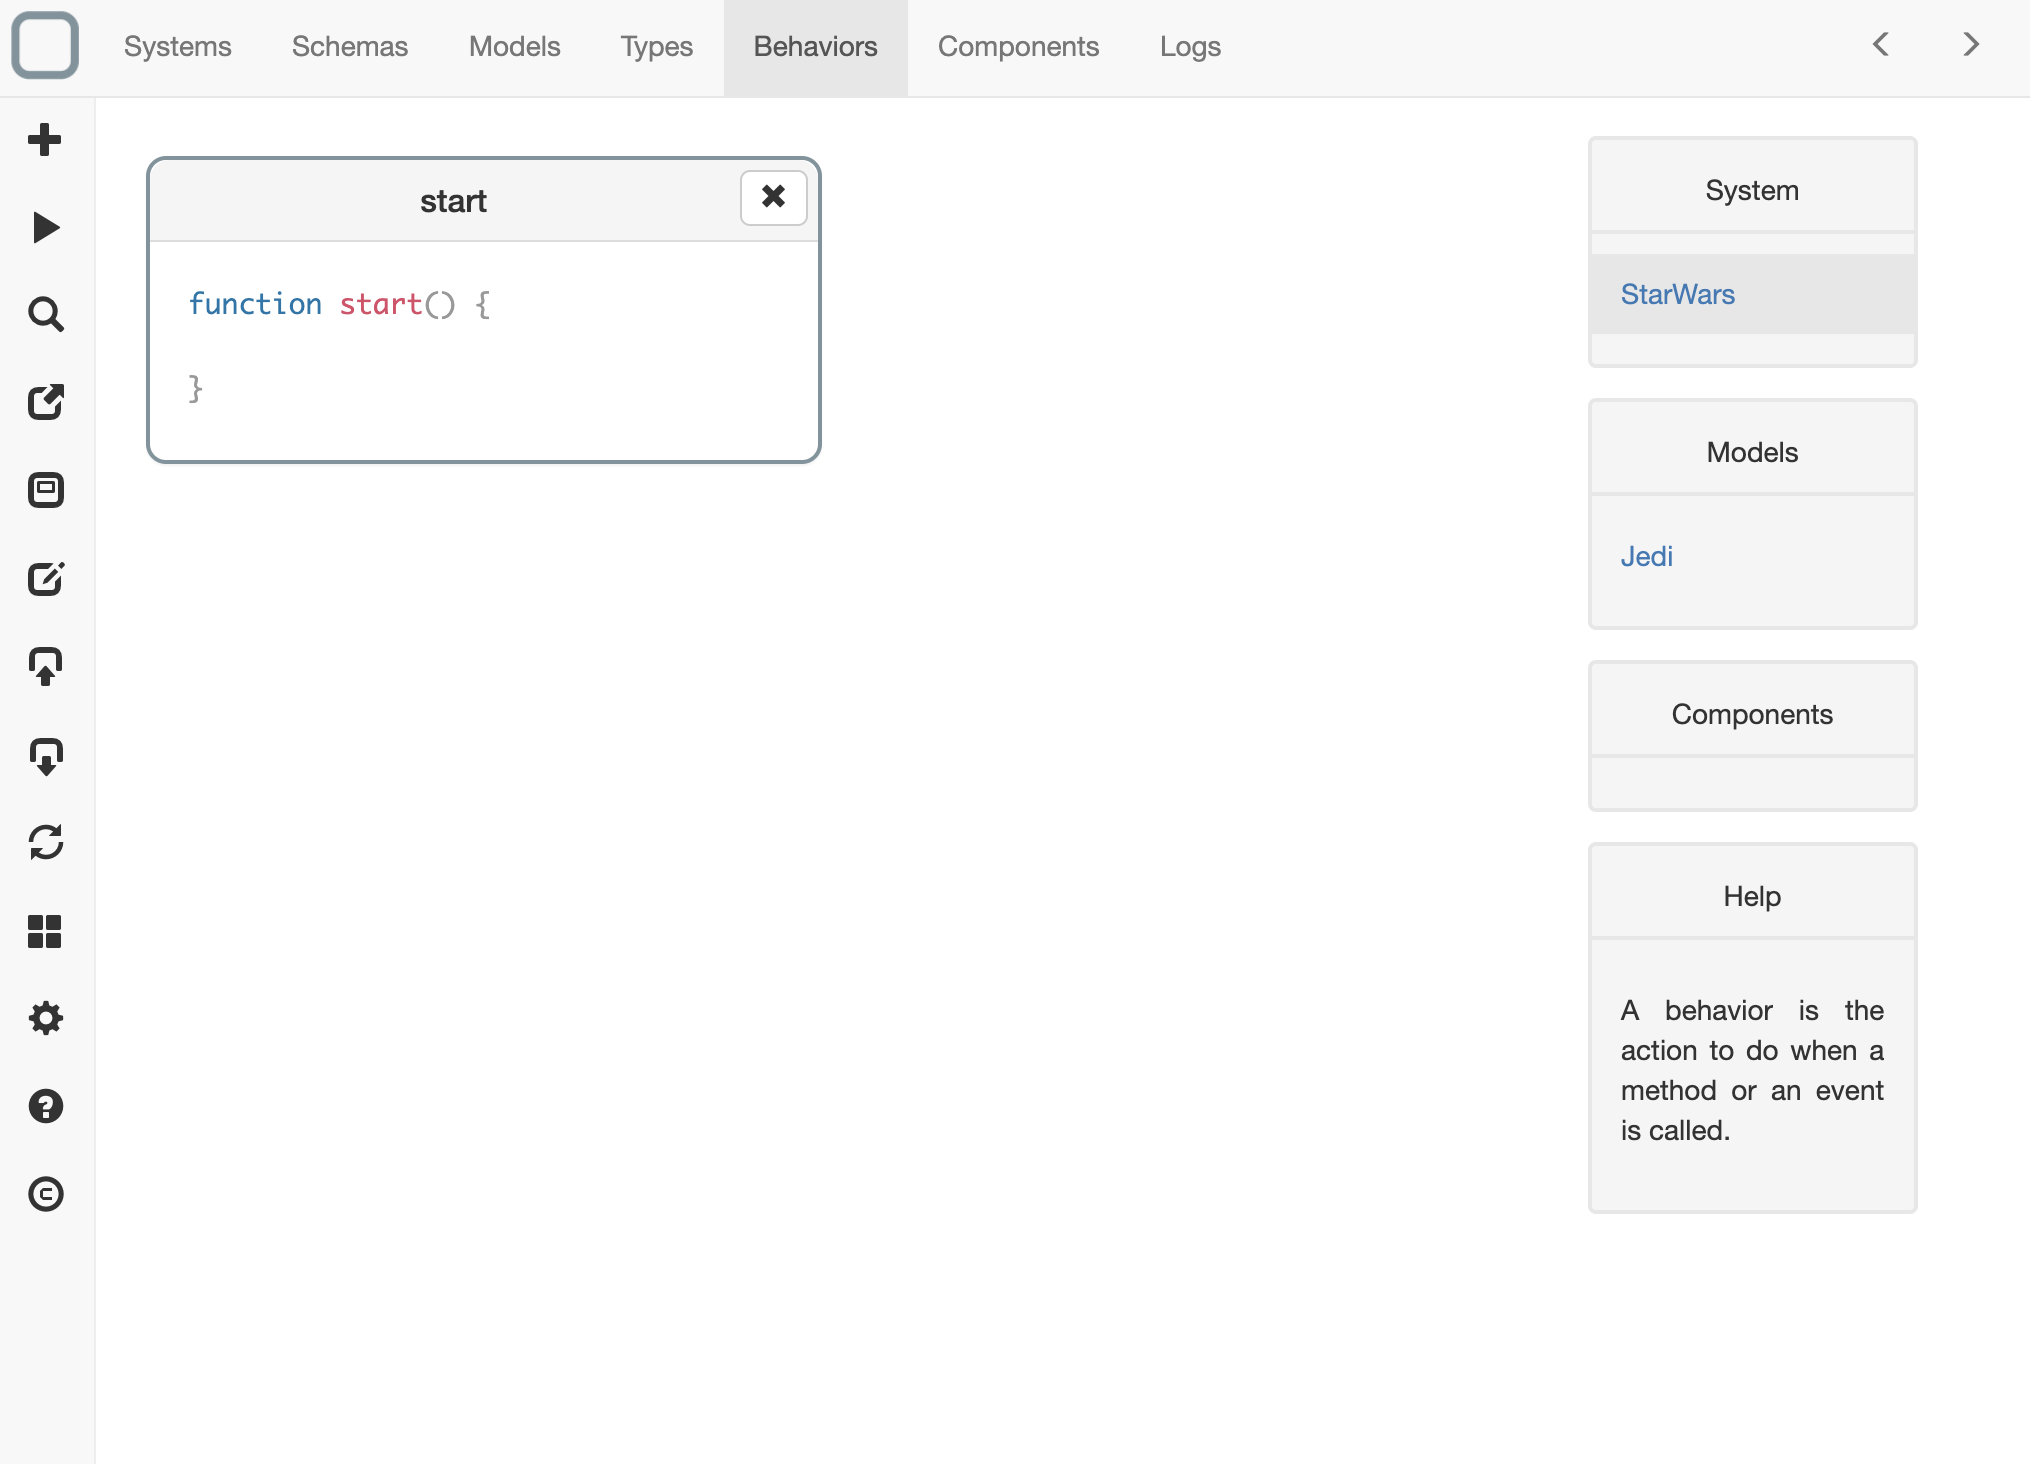 Systems Schemas Models Types Behaviors Components Logs
start
function start() {
}
System
StarWars
Models
Jedi
Components
Help
A behavior is the
action to do when a
method or an event
is called.